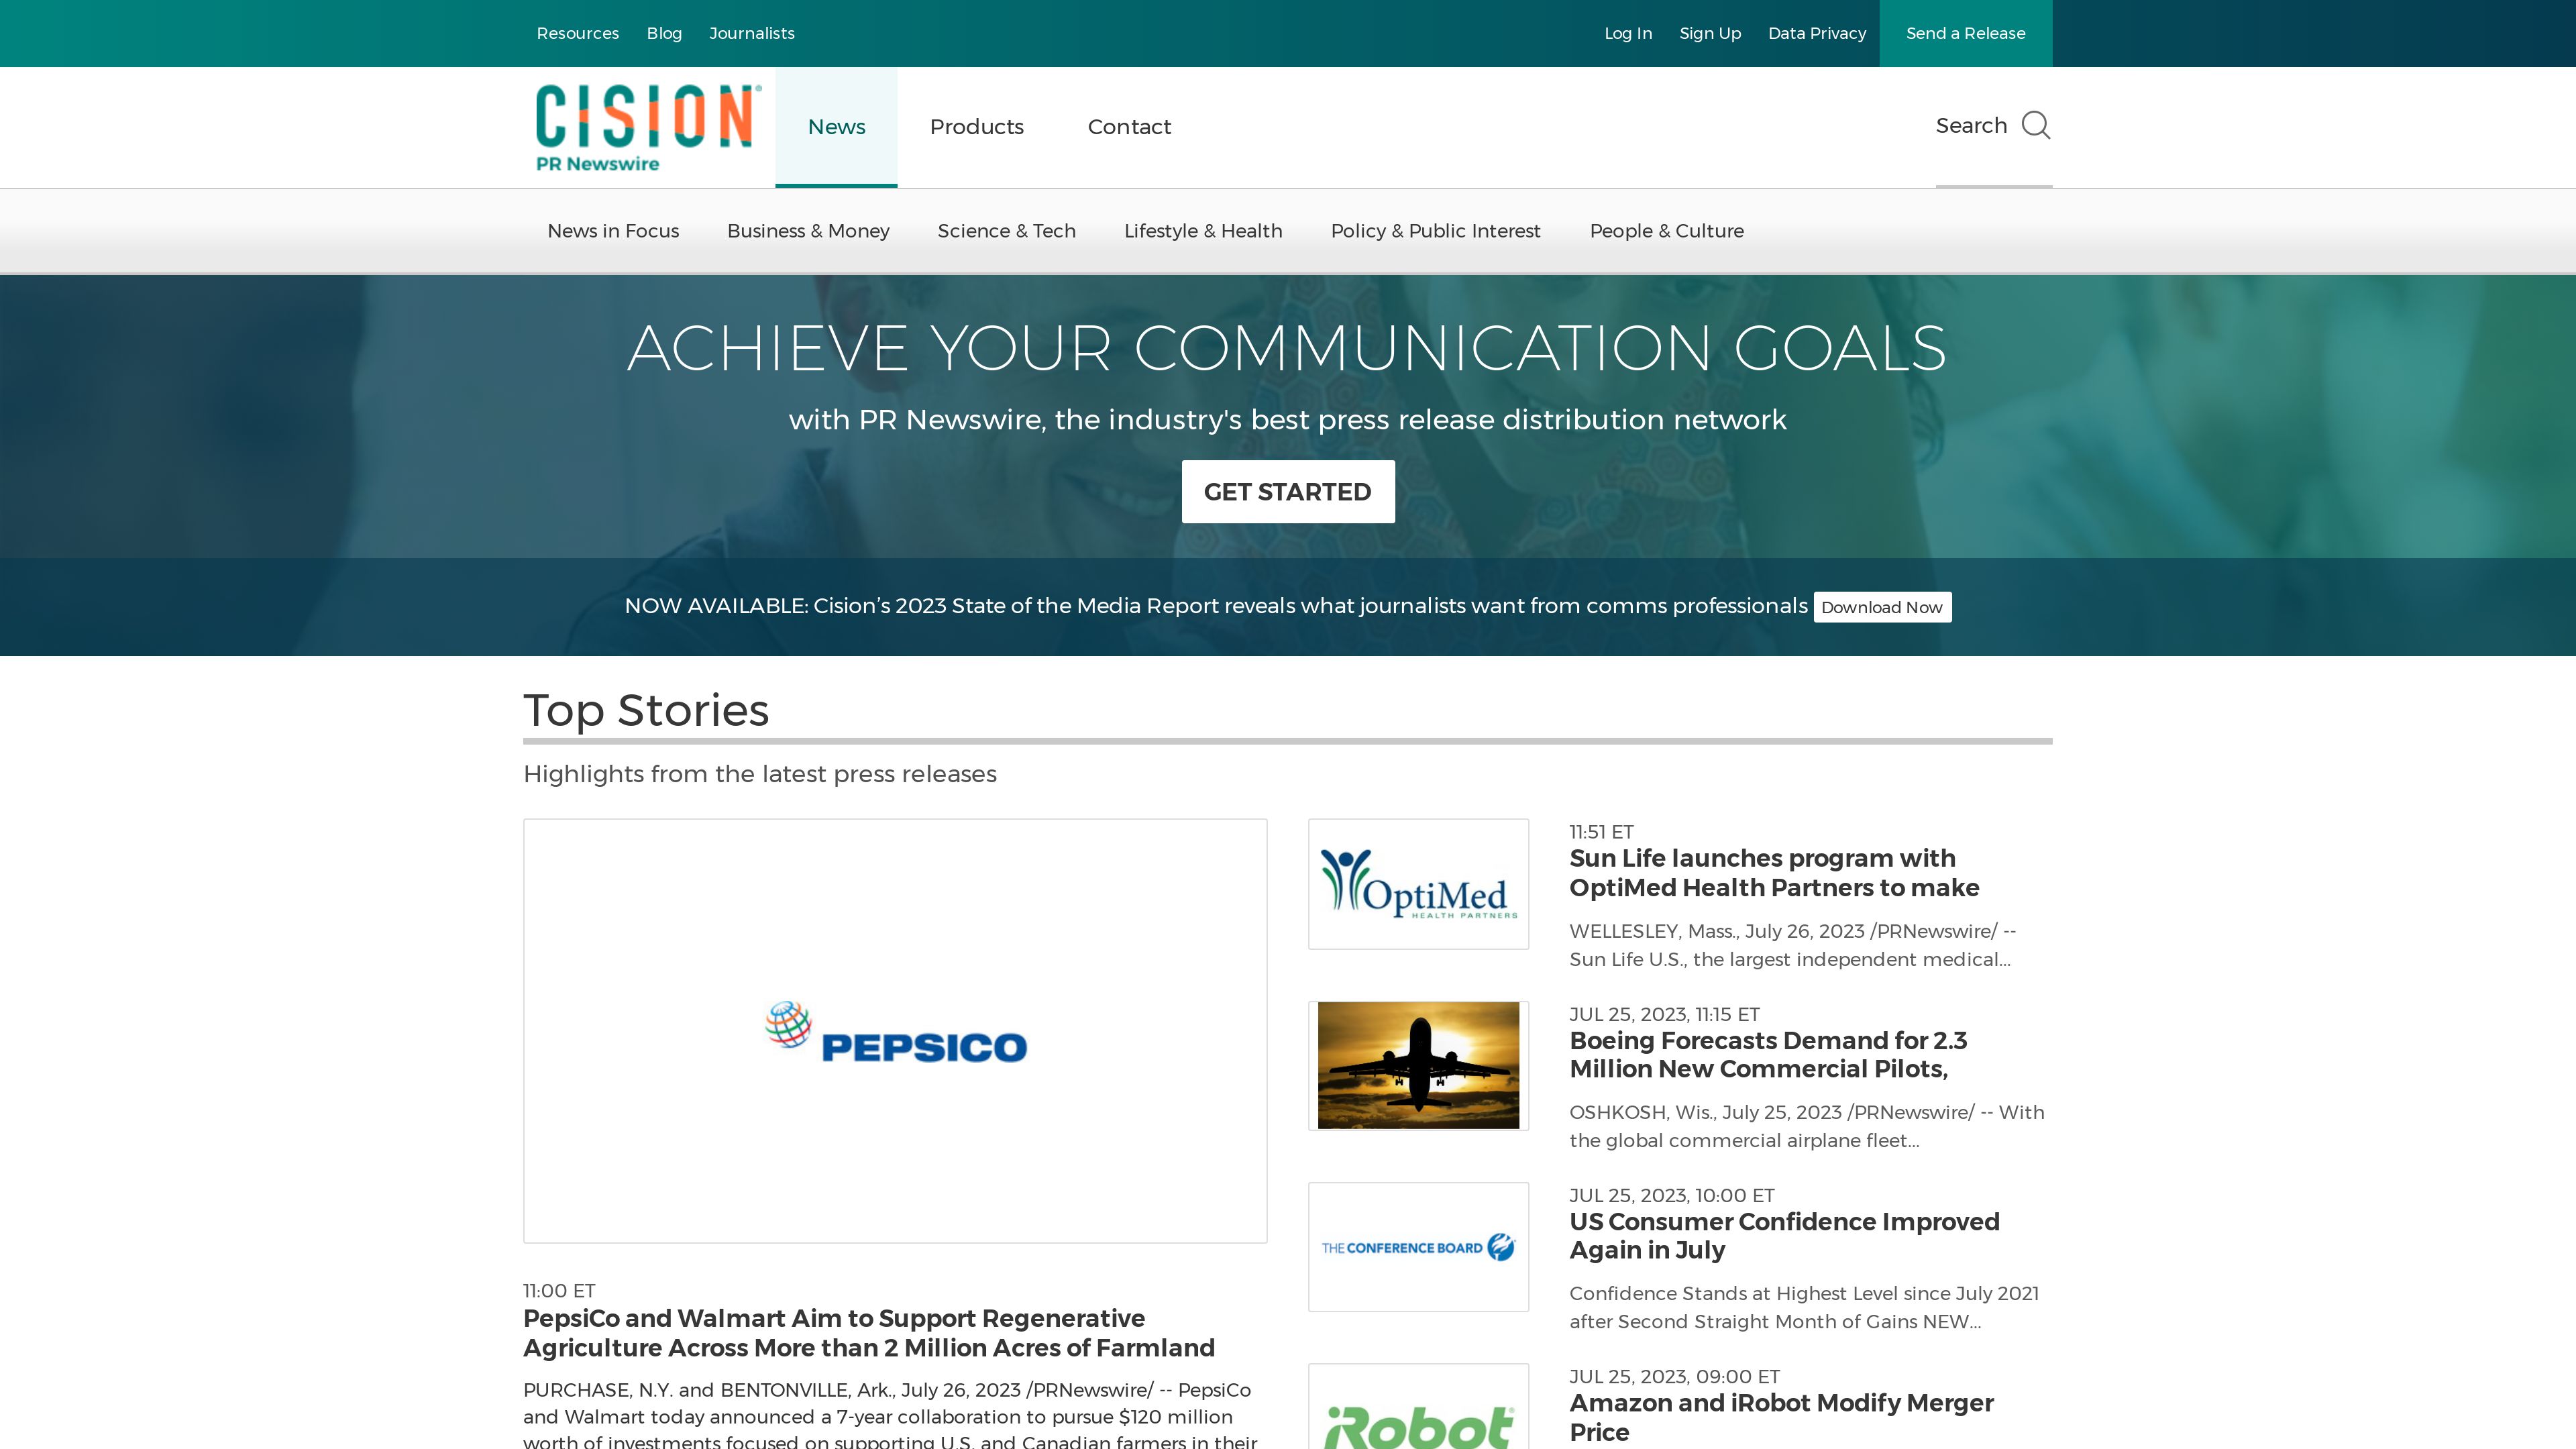 Resources
Blog
Journalists
Log In
Sign Up
Data Privacy
Send a Release
CISION®
PR Newswire
News
Products
Contact
Search
News in Focus
Business & Money
Science & Tech
Lifestyle & Health
Policy & Public Interest
People & Culture
ACHIEVE YOUR COMMUNICATION GOALS
with PR Newswire, the industry's best press release distribution network
GET STARTED
NOW AVAILABLE: Cision’s 2023 State of the Media Report reveals what journalists want from comms professionals
Download Now
Top Stories
Highlights from the latest press releases
PEPSICO
11:00 ET
PepsiCo and Walmart Aim to Support Regenerative
Agriculture Across More than 2 Million Acres of Farmland
PURCHASE, N.Y. and BENTONVILLE, Ark., July 26, 2023 /PRNewswire/ -- PepsiCo
and Walmart today announced a 7-year collaboration to pursue $120 million
worth of investments focused on supporting U.S. and Canadian farmers in their
OptiMed
HEALTH PARTNERS
11:51 ET
Sun Life launches program with
OptiMed Health Partners to make
WELLESLEY, Mass., July 26, 2023 /PRNewswire/ --
Sun Life U.S., the largest independent medical...
JUL 25, 2023, 11:15 ET
Boeing Forecasts Demand for 2.3
Million New Commercial Pilots,
OSHKOSH, Wis., July 25, 2023 /PRNewswire/ -- With
the global commercial airplane fleet...
THE CONFERENCE BOARD
JUL 25, 2023, 10:00 ET
US Consumer Confidence Improved
Again in July
Confidence Stands at Highest Level since July 2021
after Second Straight Month of Gains NEW...
iRobot®
JUL 25, 2023, 09:00 ET
Amazon and iRobot Modify Merger
Price